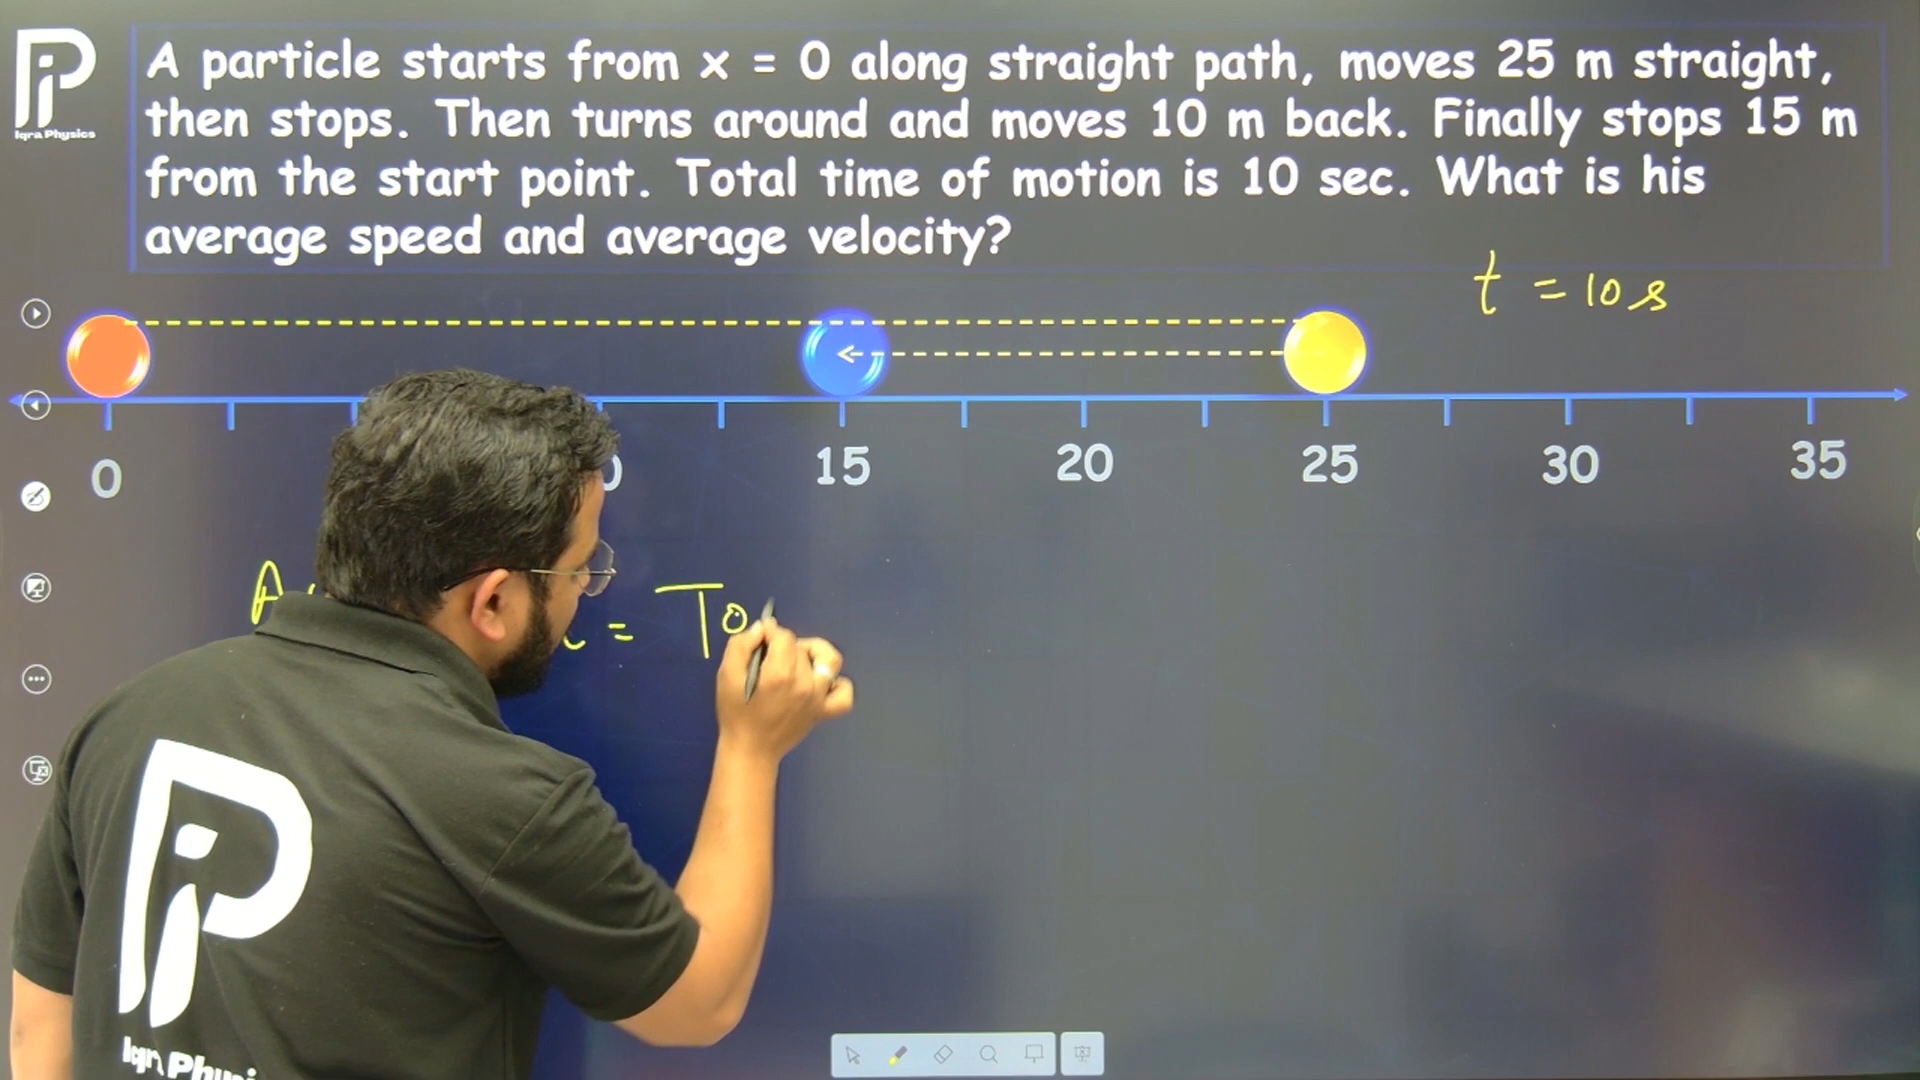 Iqra Physics
A particle starts from x = 0 along straight path, moves 25 m straight,
then stops. Then turns around and moves 10 m back. Finally stops 15 m
from the start point. Total time of motion is 10 sec. What is his
average speed and average velocity?
t = 10 s
0 15 20 25 30 35
= To
Iqra